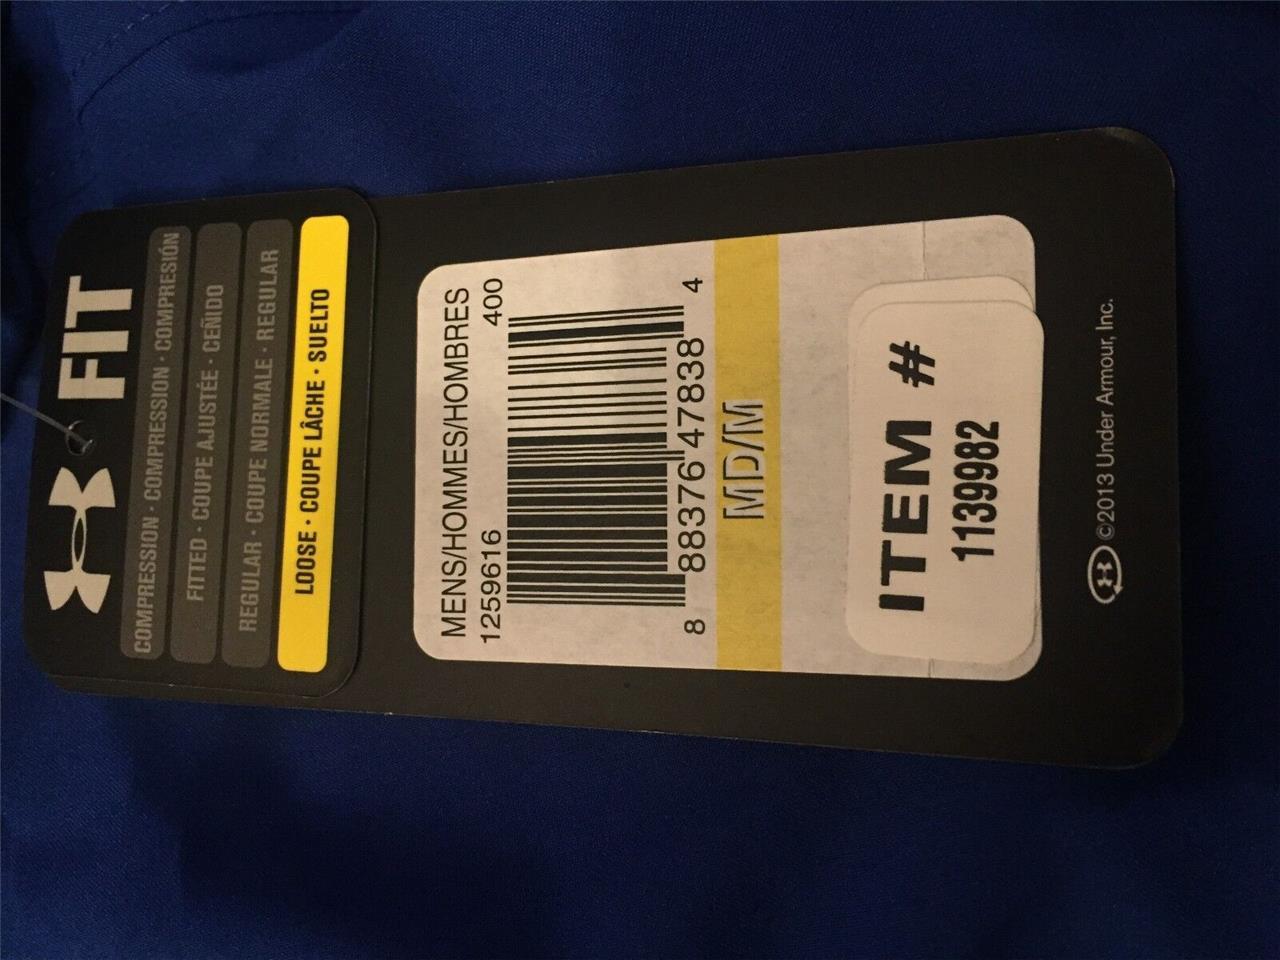 FIT
COMPRESSION · COMPRESSION · COMPRESIÓN
FITTED · COUPE AJUSTÉE · CEÑIDO
REGULAR · COUPE NORMALE · REGULAR
LOOSE · COUPE LÂCHE · SUELTO
MENS/HOMMES/HOMBRES
1259616 400
8 88376 47838 4
MD/M
ITEM #
1139982
©2013 Under Armour, Inc.